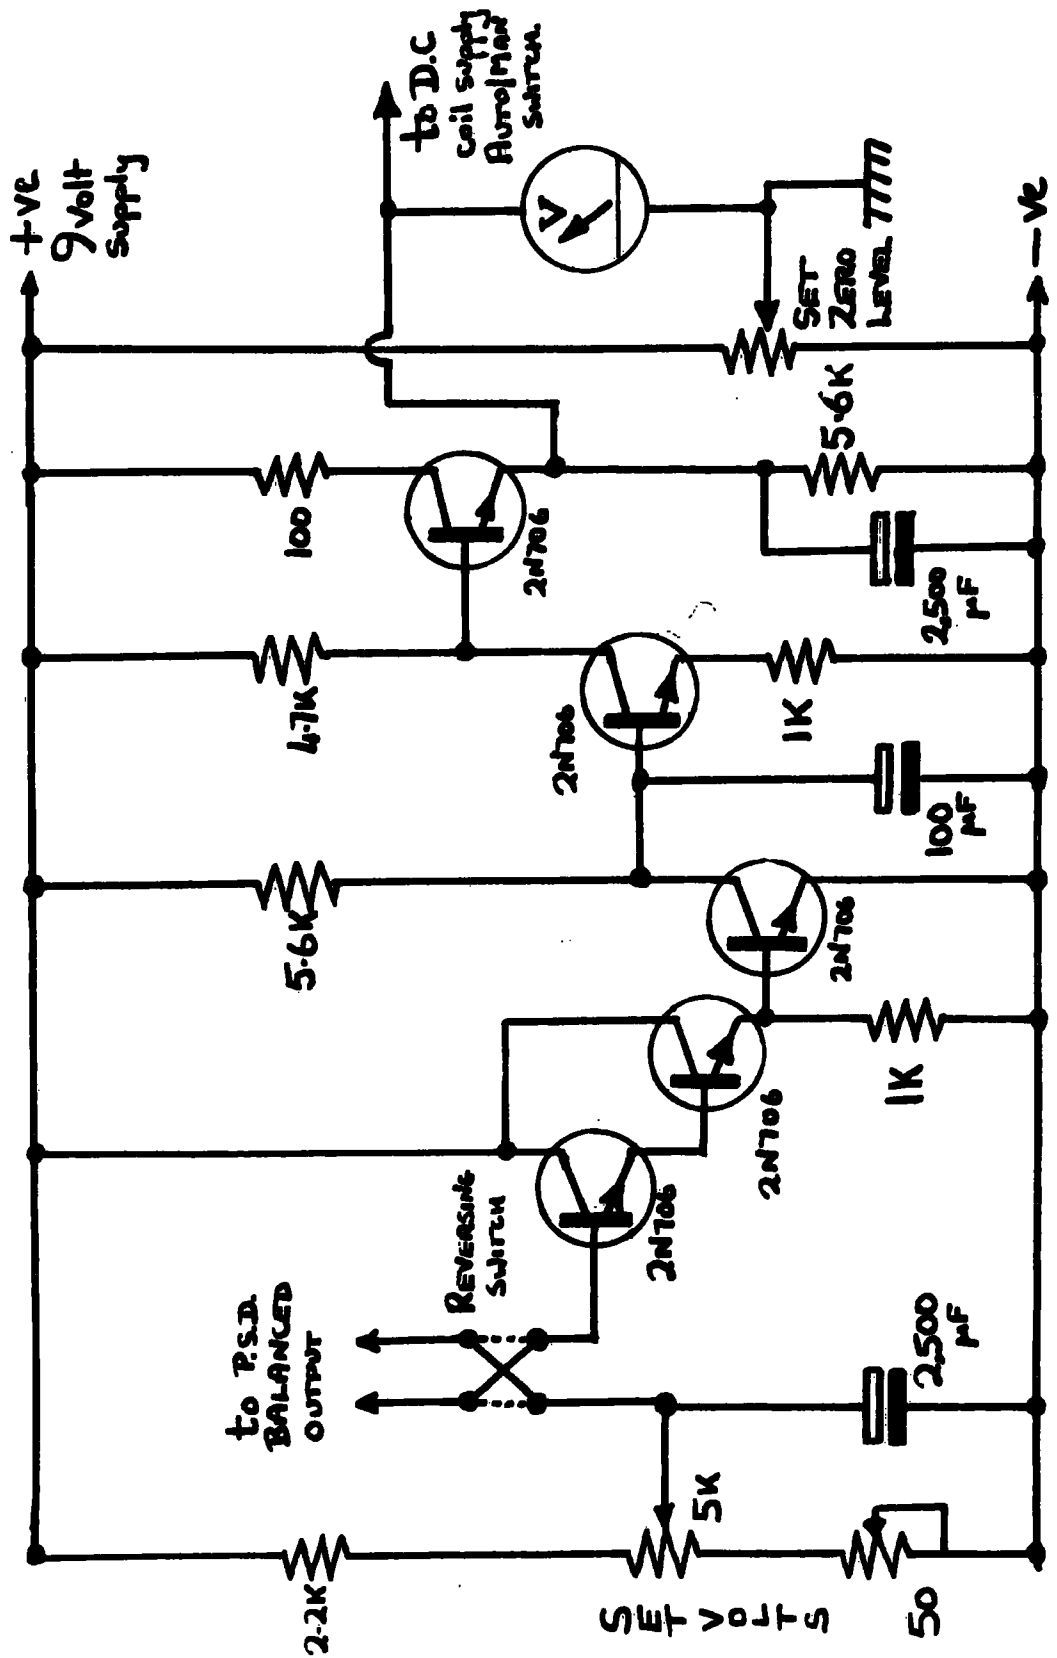 +ve
9 Volt
Supply
to D.C
coil supply
AUTO/MAN
SWITCH.
V
SET
ZERO
LEVEL
-ve
100
2N706
5.6K
2,500
µF
4.7K
2N706
1K
100
µF
5.6K
2N706
2N706
1K
2N706
REVERSING
SWITCH
to P.S.D.
BALANCED
OUTPUT
2,500
µF
2.2K
5K
SET VOLTS
50